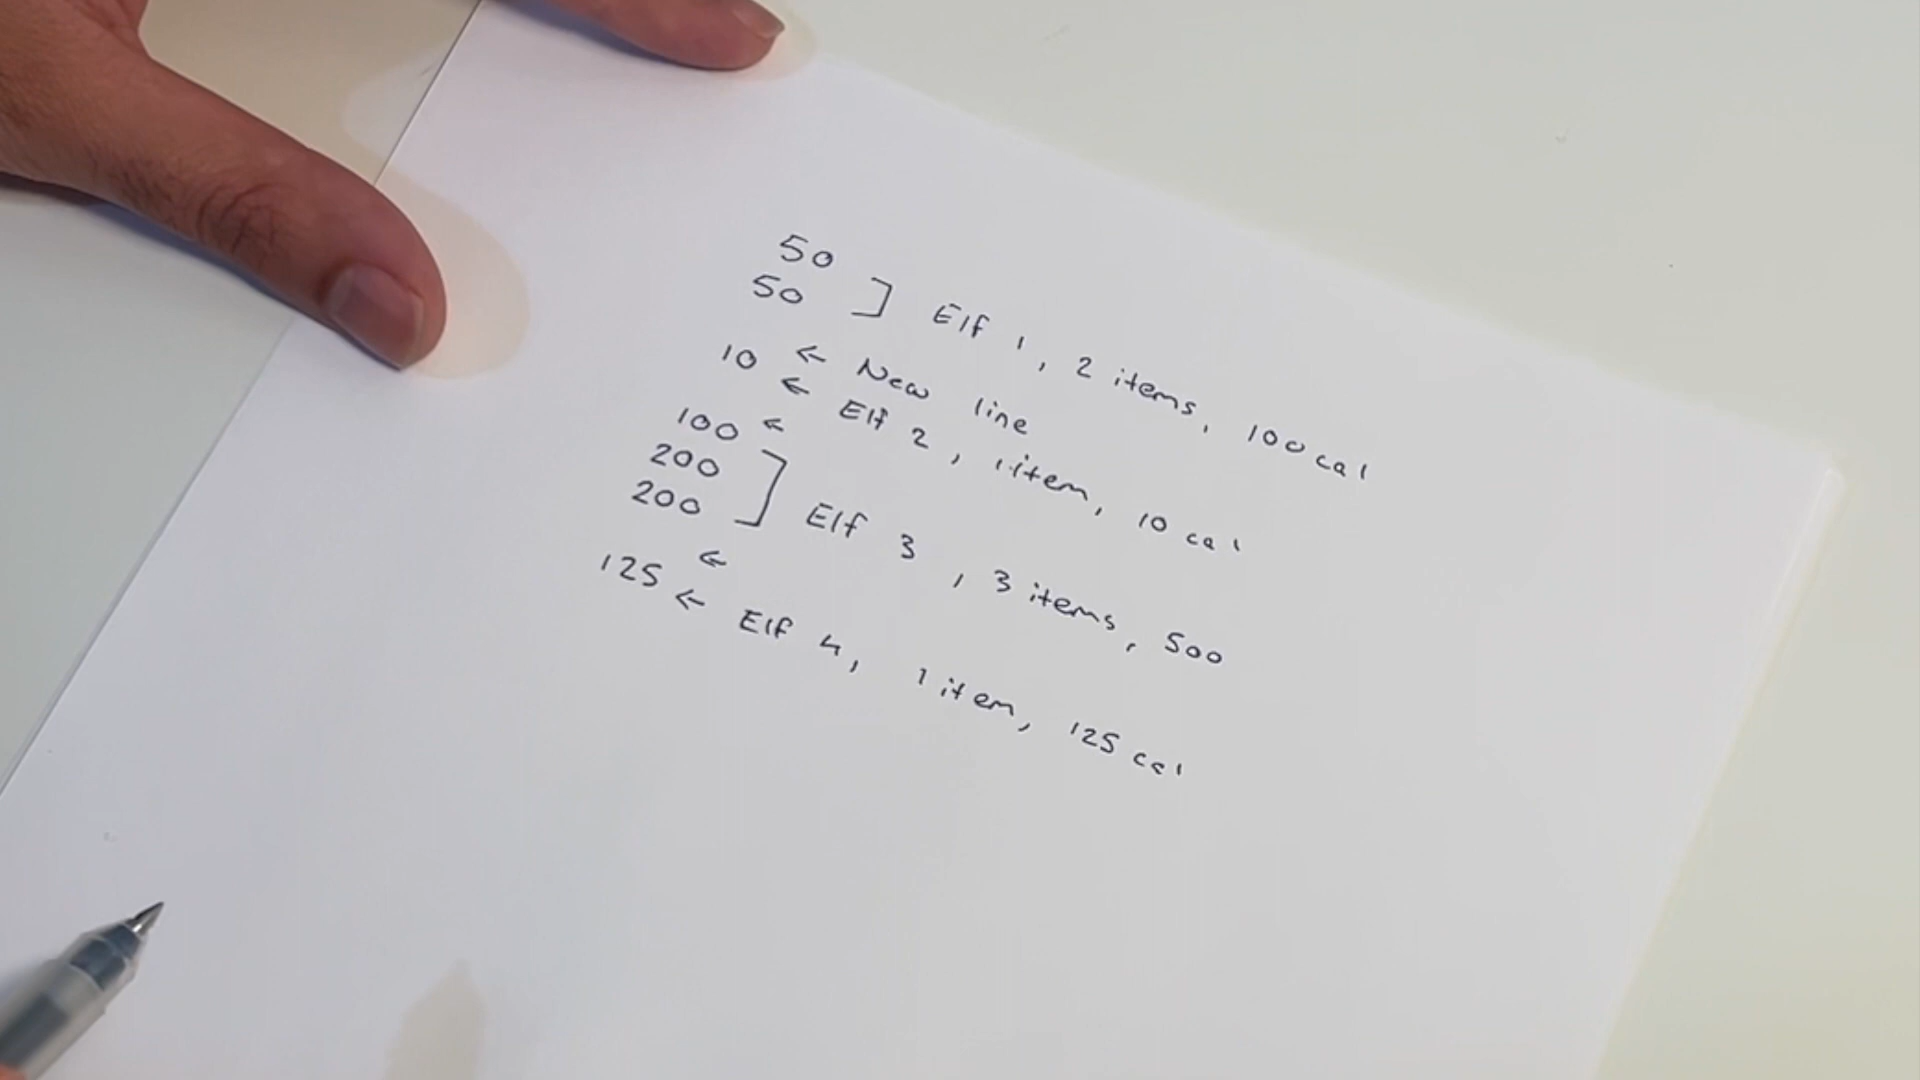 50
50 ] Elf 1, 2 items, 100 cal
← New line
10 ← Elf 2, 1 item, 10 cal
←
100
200
200 ] Elf 3, 3 items, 500
←
125 ← Elf 4, 1 item, 125 cal